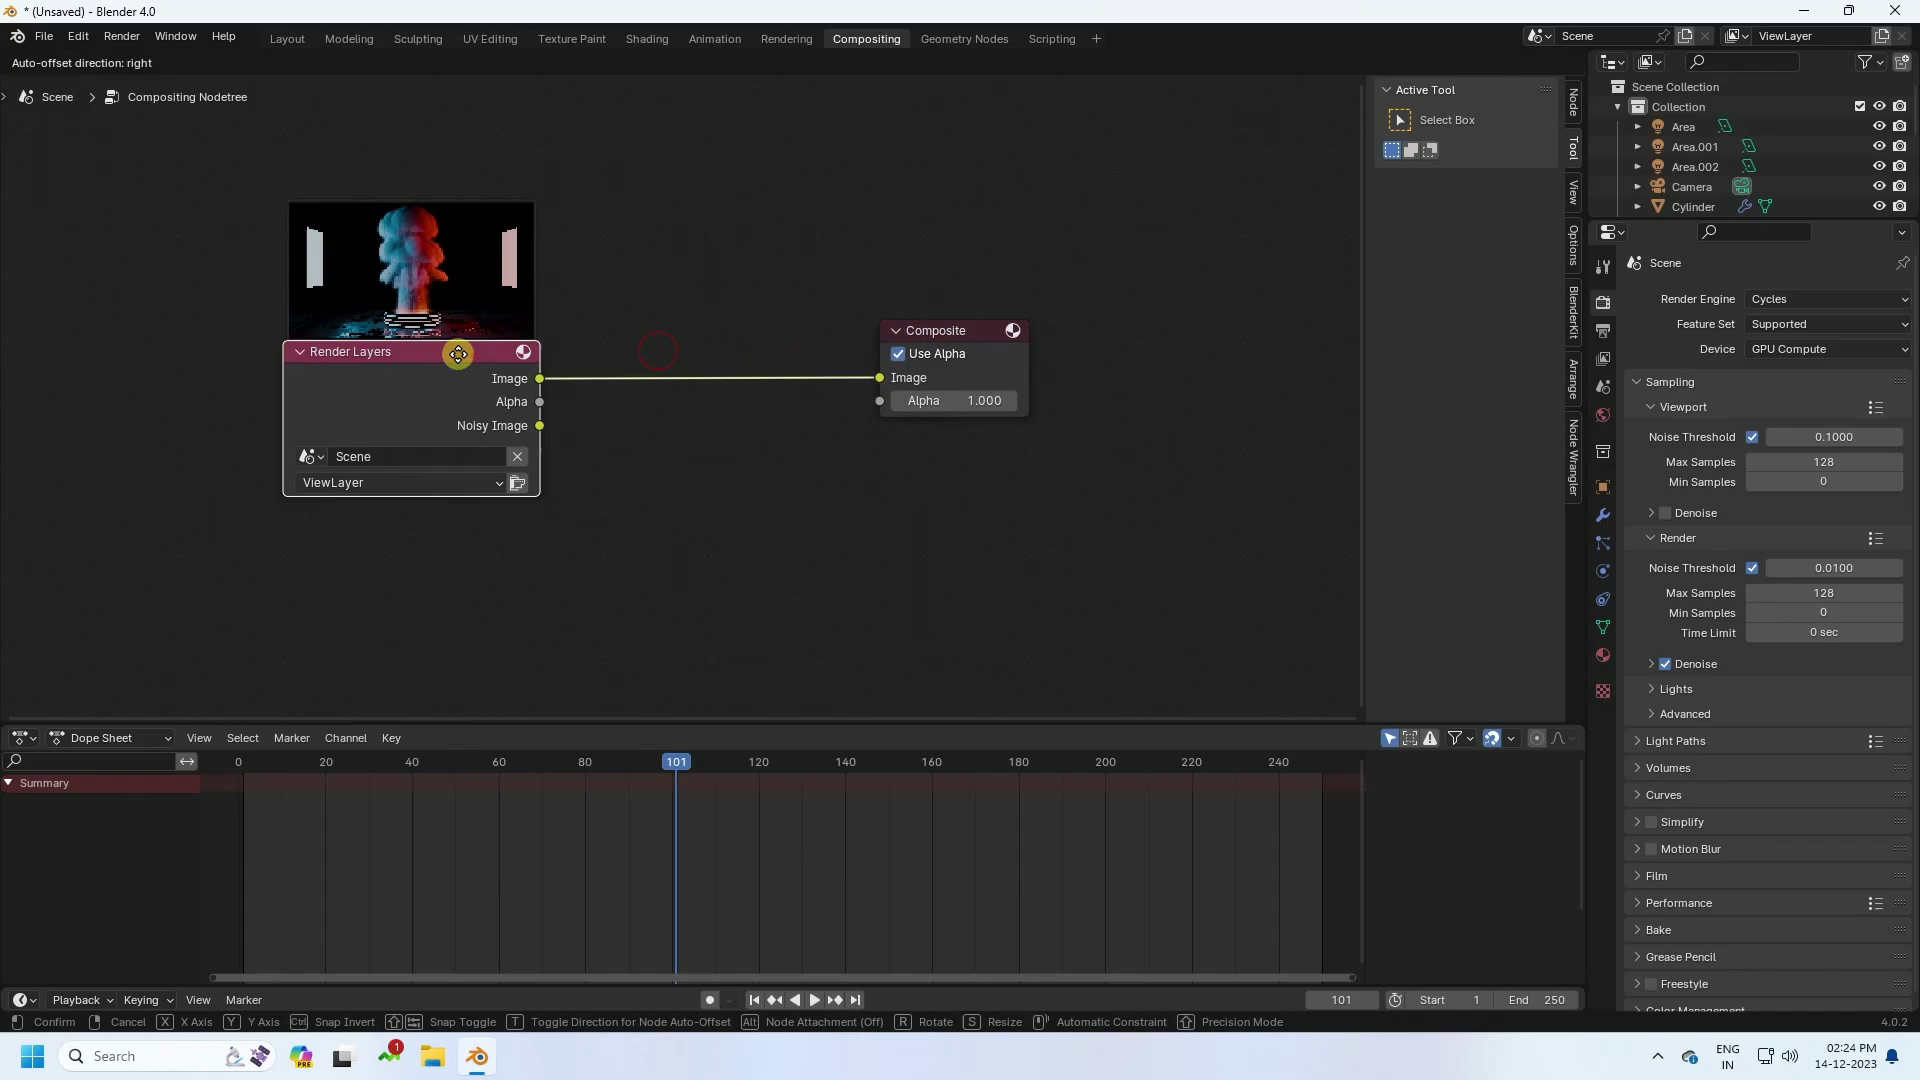 * (Unsaved) - Blender 4.0
File Edit Render Window Help
Layout Modeling Sculpting UV Editing Texture Paint Shading Animation Rendering Compositing Geometry Nodes Scripting +
Scene
ViewLayer
Auto-offset direction: right
Scene > Compositing Nodetree
Active Tool
Select Box
Node
Tool
View
Options
BlenderKit
Arrange
Node Wrangler
Render Layers
Image
Alpha
Noisy Image
Scene
ViewLayer
Composite
Use Alpha
Image
Alpha 1.000
Scene Collection
Collection
Area
Area.001
Area.002
Camera
Cylinder
Scene
Render Engine Cycles
Feature Set Supported
Device GPU Compute
Sampling
Viewport
Noise Threshold 0.1000
Max Samples 128
Min Samples 0
Denoise
Render
Noise Threshold 0.0100
Max Samples 128
Min Samples 0
Time Limit 0 sec
Denoise
Lights
Advanced
Light Paths
Volumes
Curves
Simplify
Motion Blur
Film
Performance
Bake
Grease Pencil
Freestyle
Color Management
Dope Sheet View Select Marker Channel Key
0 20 40 60 80 101 120 140 160 180 200 220 240
Summary
Playback Keying View Marker
101 Start 1 End 250
Confirm Cancel X X Axis Y Y Axis Ctrl Snap Invert Snap Toggle T Toggle Direction for Node Auto-Offset Alt Node Attachment (Off) R Rotate S Resize Automatic Constraint Precision Mode 4.0.2
Search
PRE
1
ENG
IN
02:24 PM
14-12-2023